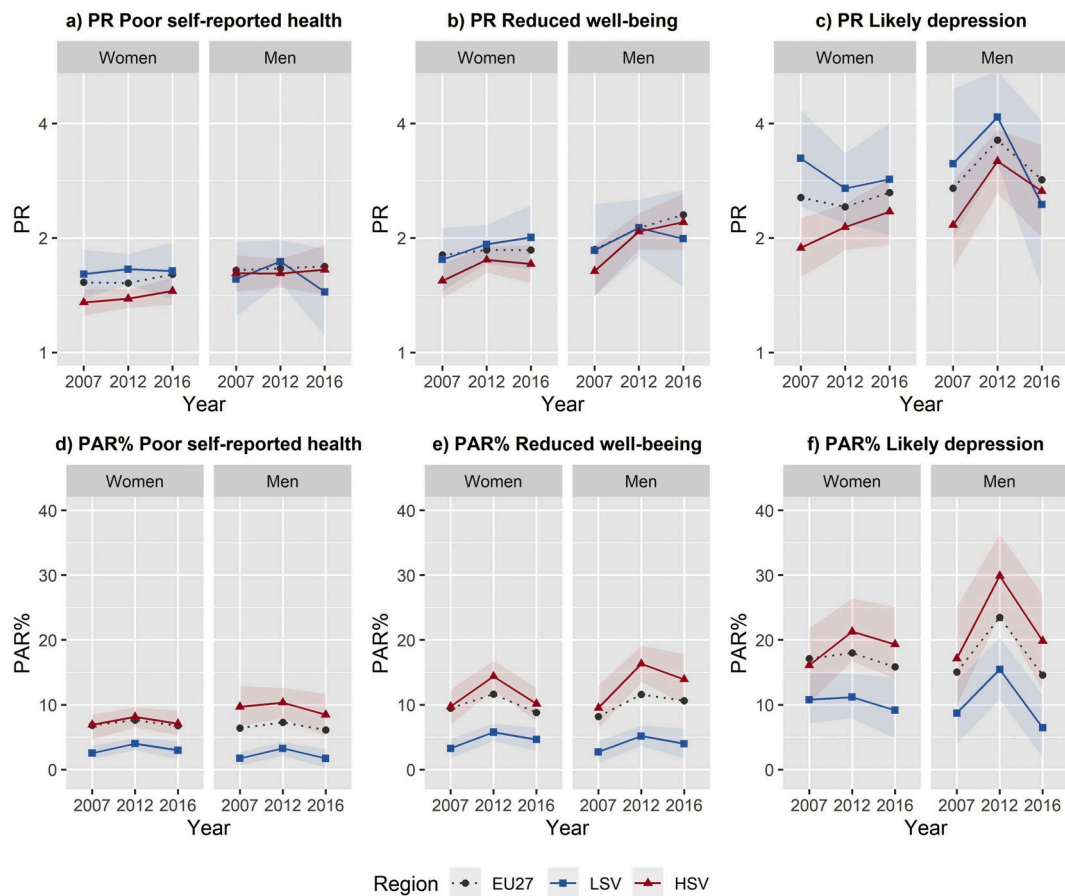 a) PR Poor self-reported health
b) PR Reduced well-being
c) PR Likely depression
Women Men
Women Men
Women Men
PR
4
2
1
2007 2012 2016 2007 2012 2016
Year
PR
4
2
1
2007 2012 2016 2007 2012 2016
Year
PR
4
2
1
2007 2012 2016 2007 2012 2016
Year
d) PAR% Poor self-reported health
e) PAR% Reduced well-beeing
f) PAR% Likely depression
Women Men
Women Men
Women Men
PAR%
40
30
20
10
0
2007 2012 2016 2007 2012 2016
Year
PAR%
40
30
20
10
0
2007 2012 2016 2007 2012 2016
Year
PAR%
40
30
20
10
0
2007 2012 2016 2007 2012 2016
Year
Region EU27 LSV HSV